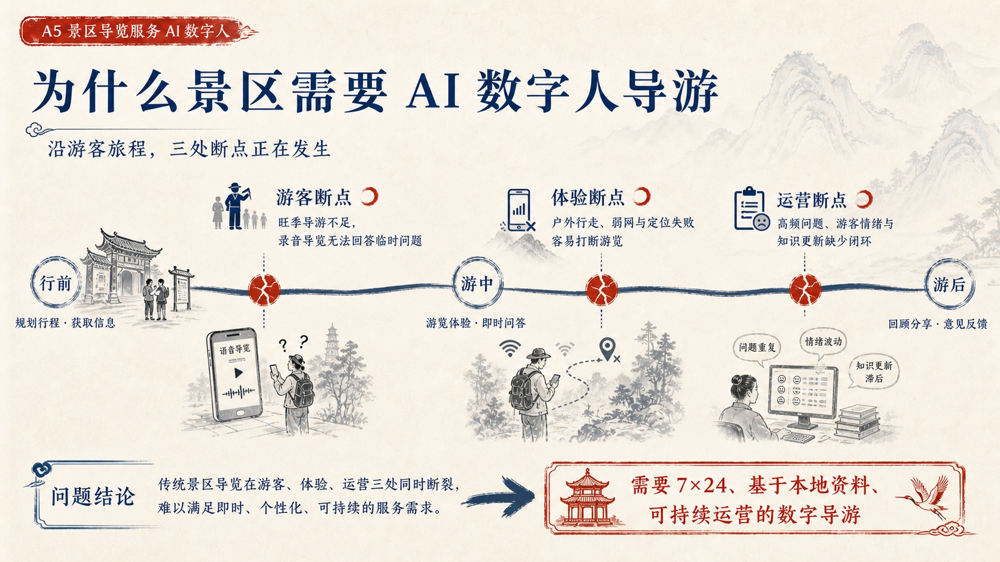 A5 景区导览服务 AI 数字人
为什么景区需要 AI 数字人导游
沿游客旅程，三处断点正在发生
游客断点
旺季导游不足，
录音导览无法回答临时问题
体验断点
户外行走、弱网与定位失败
容易打断游览
运营断点
高频问题、游客情绪与
知识更新缺少闭环
行前
规划行程·获取信息
游中
游览体验·即时问答
游后
回顾分享·意见反馈
语音导览
? ?
问题重复
情绪波动
知识更新
滞后
问题结论
传统景区导览在游客、体验、运营三处同时断裂，
难以满足即时、个性化、可持续的服务需求。
需要 7×24、基于本地资料、
可持续运营的数字导游